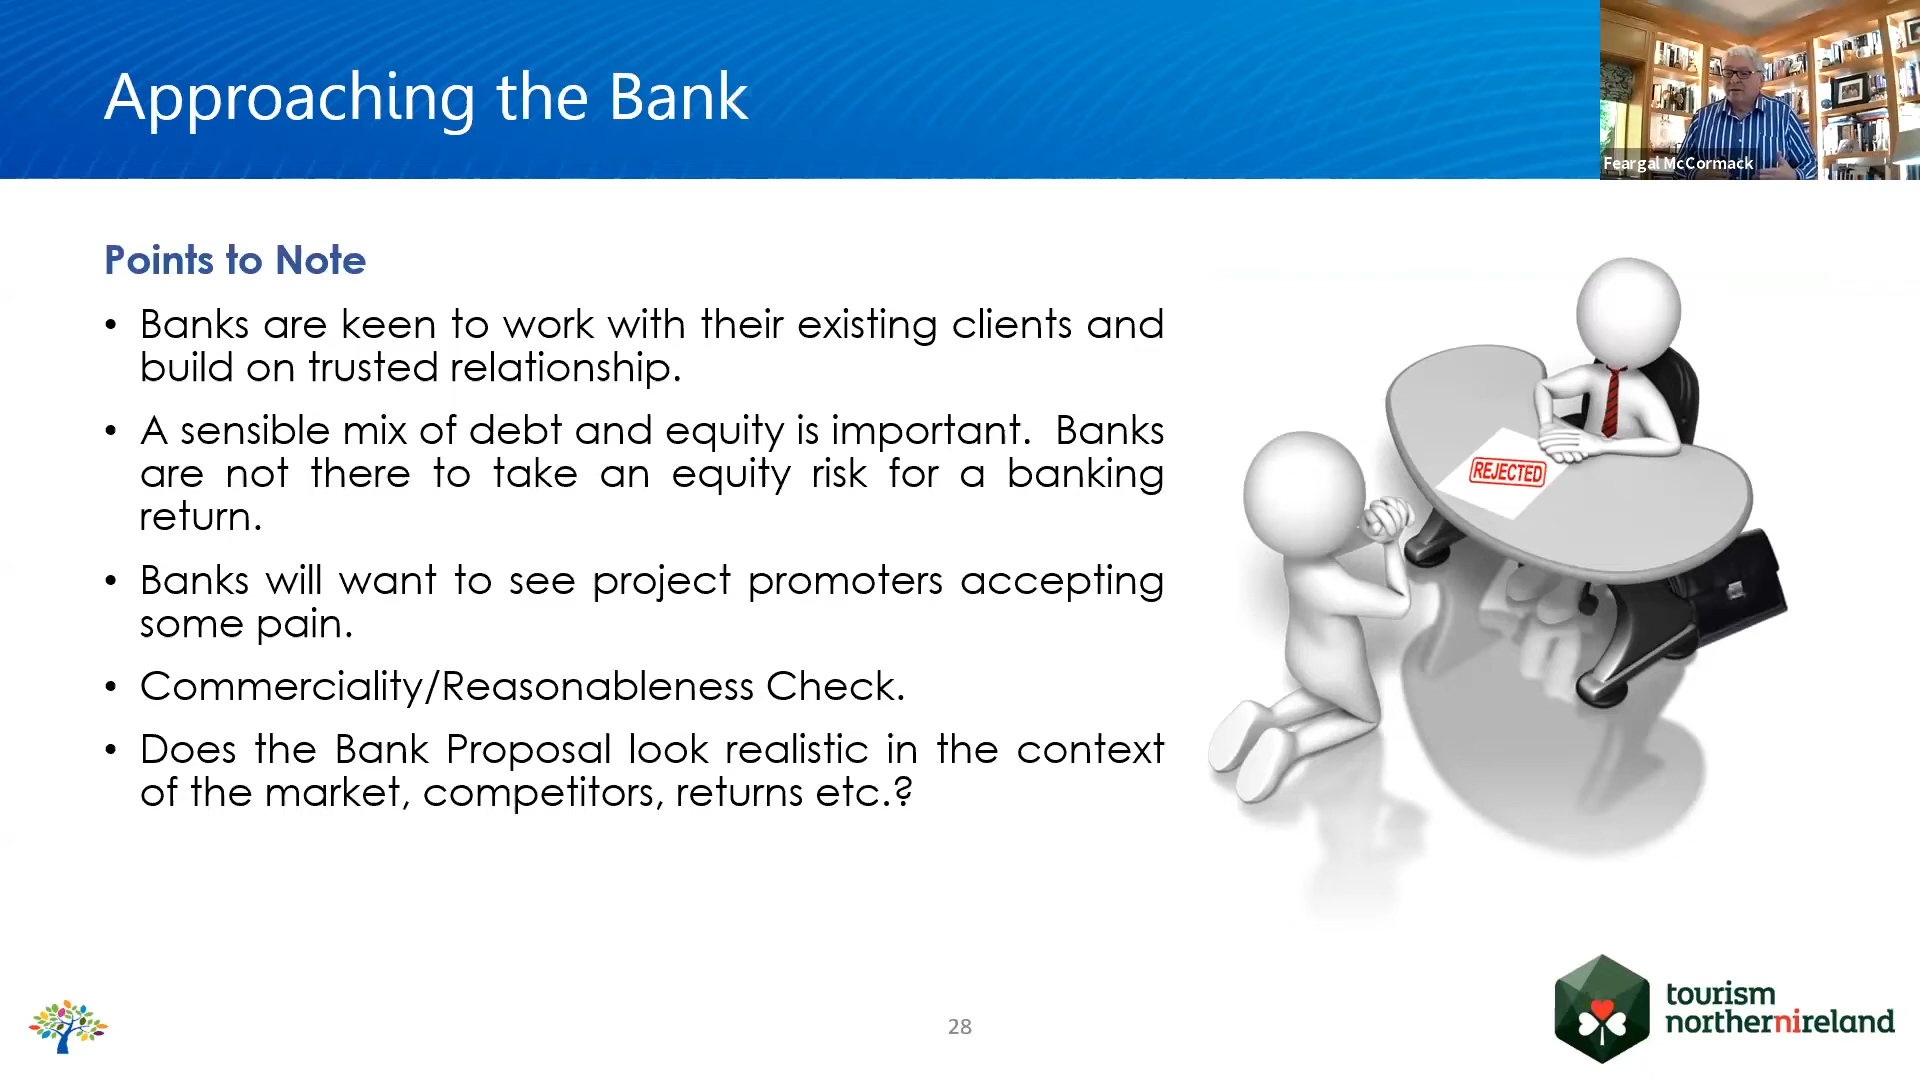 Approaching the Bank
Feargal McCormack
Points to Note
• Banks are keen to work with their existing clients and
build on trusted relationship.
• A sensible mix of debt and equity is important.  Banks
are not there to take an equity risk for a banking
return.
• Banks will want to see project promoters accepting
some pain.
• Commerciality/Reasonableness Check.
• Does the Bank Proposal look realistic in the context
of the market, competitors, returns etc.?
REJECTED
28
tourism
northernireland